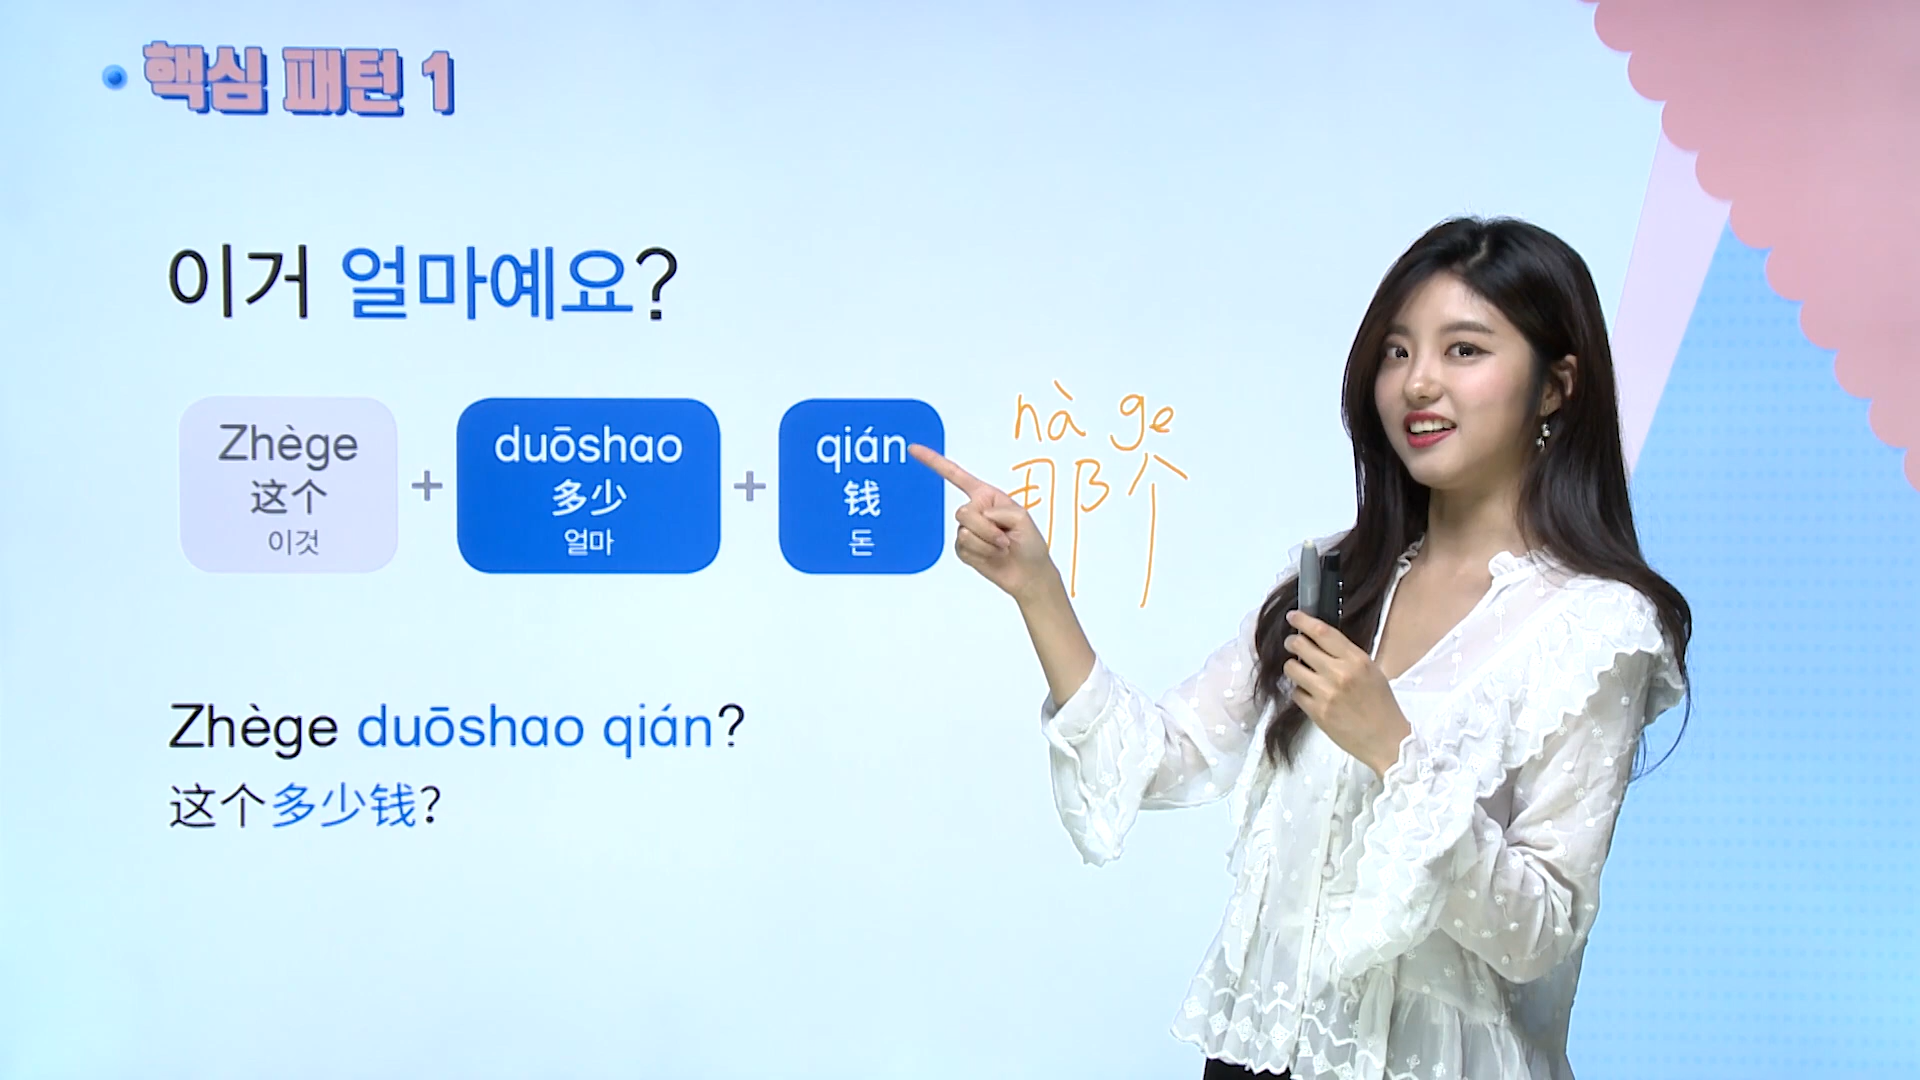 핵심 패턴 1
이거 얼마예요?
Zhège + duōshao + qián
这个 多少 钱
이것 얼마 돈
nà ge
那个
Zhège duōshao qián?
这个多少钱?